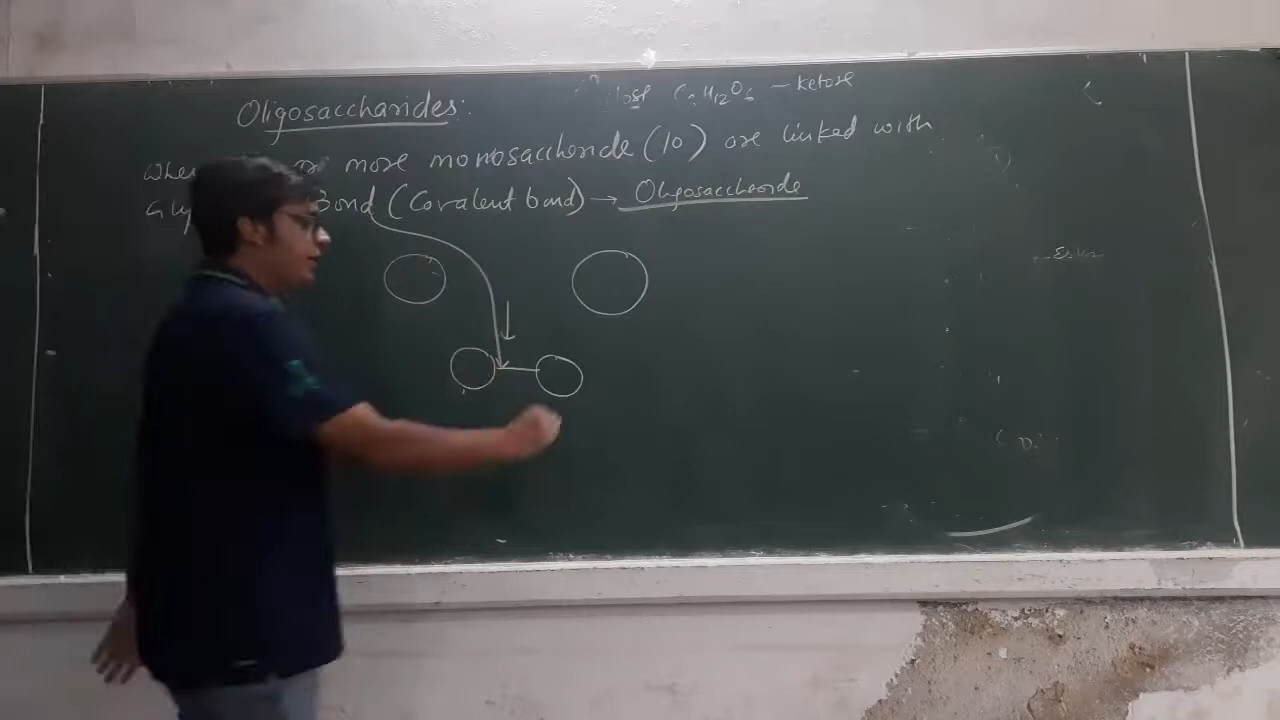 Oligosaccharides:
C₆H₁₂O₆ – ketose
more monosaccharide (10) are linked with
Bond (Covalent bond) → Oligosaccharide